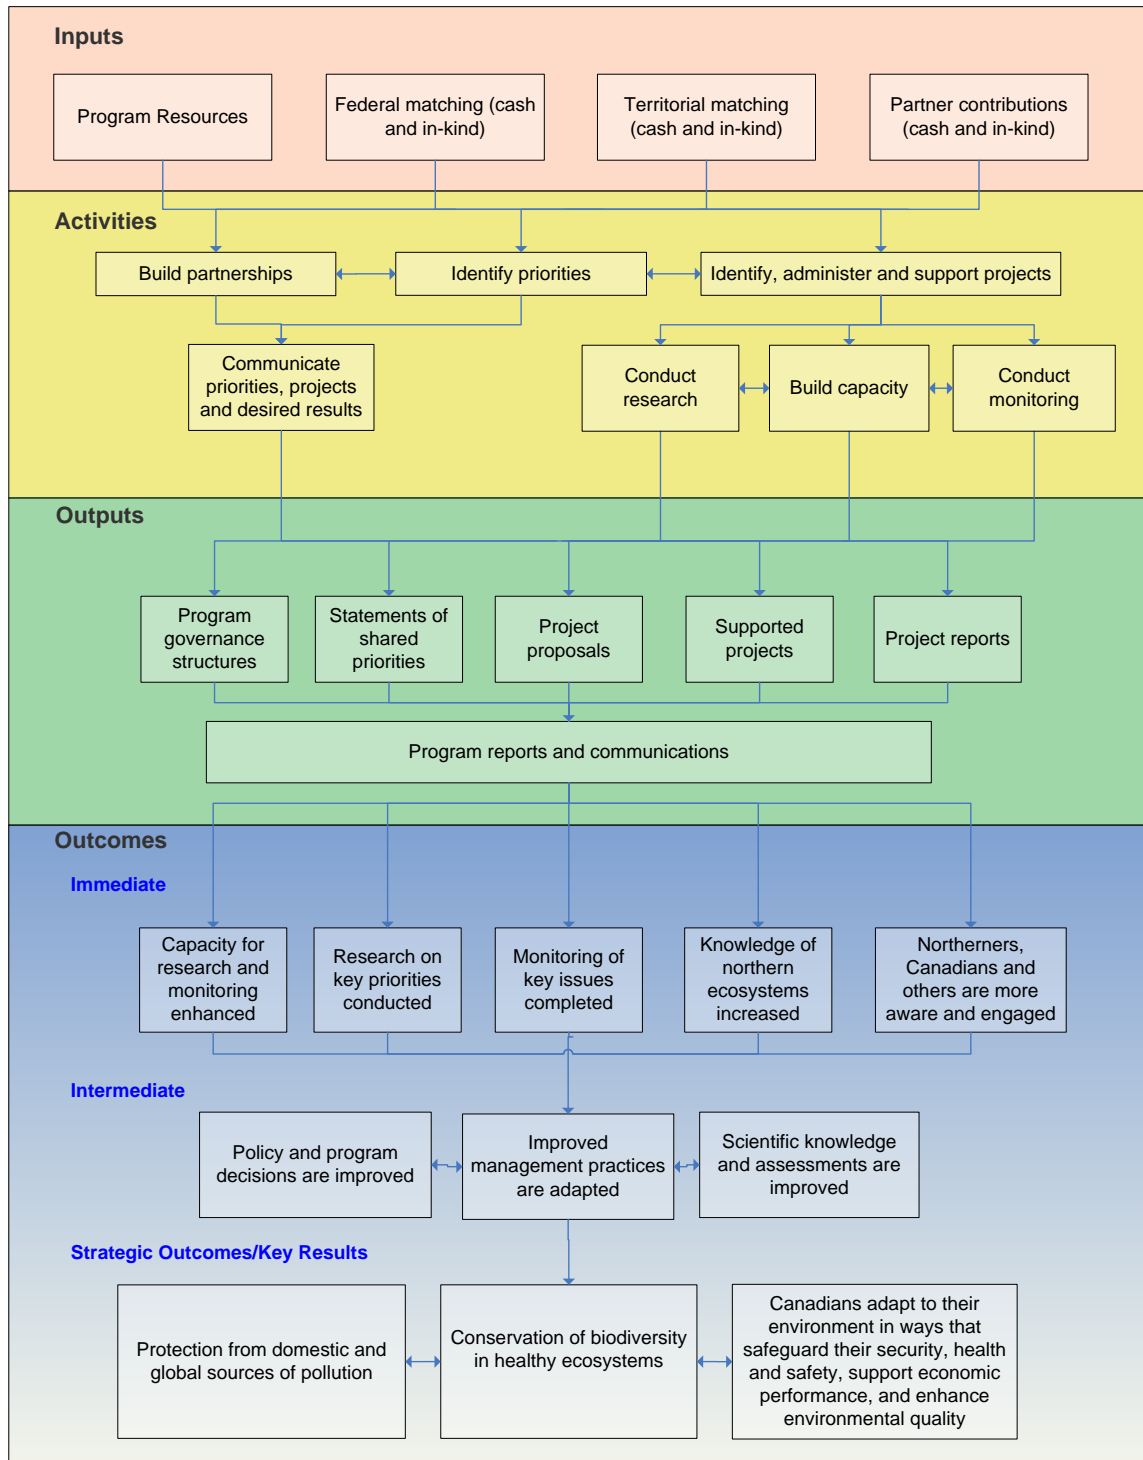 Inputs
Program Resources
Federal matching (cash
and in-kind)
Territorial matching
(cash and in-kind)
Partner contributions
(cash and in-kind)
Activities
Build partnerships
Identify priorities
Identify, administer and support projects
Communicate
priorities, projects
and desired results
Conduct
research
Build capacity
Conduct
monitoring
Outputs
Program
governance
structures
Statements of
shared
priorities
Project
proposals
Supported
projects
Project reports
Program reports and communications
Outcomes
Immediate
Capacity for
research and
monitoring
enhanced
Research on
key priorities
conducted
Monitoring of
key issues
completed
Knowledge of
northern
ecosystems
increased
Northerners,
Canadians and
others are more
aware and engaged
Intermediate
Policy and program
decisions are improved
Improved
management practices
are adapted
Scientific knowledge
and assessments are
improved
Strategic Outcomes/Key Results
Protection from domestic and
global sources of pollution
Conservation of biodiversity
in healthy ecosystems
Canadians adapt to their
environment in ways that
safeguard their security, health
and safety, support economic
performance, and enhance
environmental quality